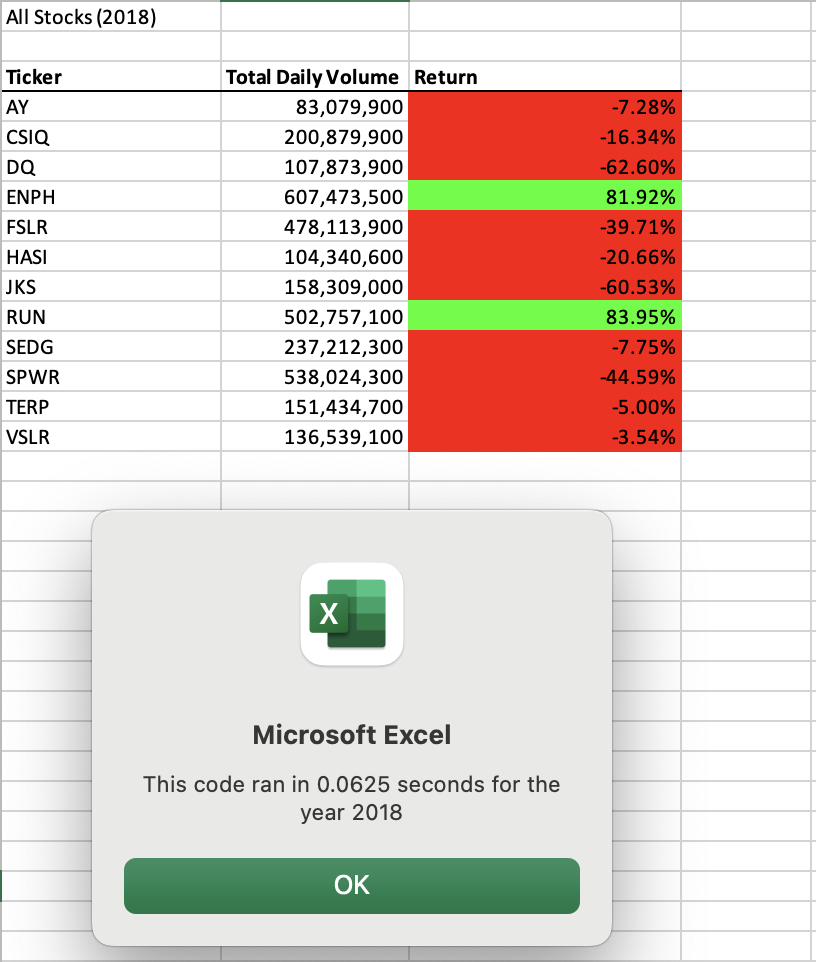 All Stocks (2018)
Ticker Total Daily Volume Return
AY 83,079,900 -7.28%
CSIQ 200,879,900 -16.34%
DQ 107,873,900 -62.60%
ENPH 607,473,500 81.92%
FSLR 478,113,900 -39.71%
HASI 104,340,600 -20.66%
JKS 158,309,000 -60.53%
RUN 502,757,100 83.95%
SEDG 237,212,300 -7.75%
SPWR 538,024,300 -44.59%
TERP 151,434,700 -5.00%
VSLR 136,539,100 -3.54%
X
Microsoft Excel
This code ran in 0.0625 seconds for the
year 2018
OK